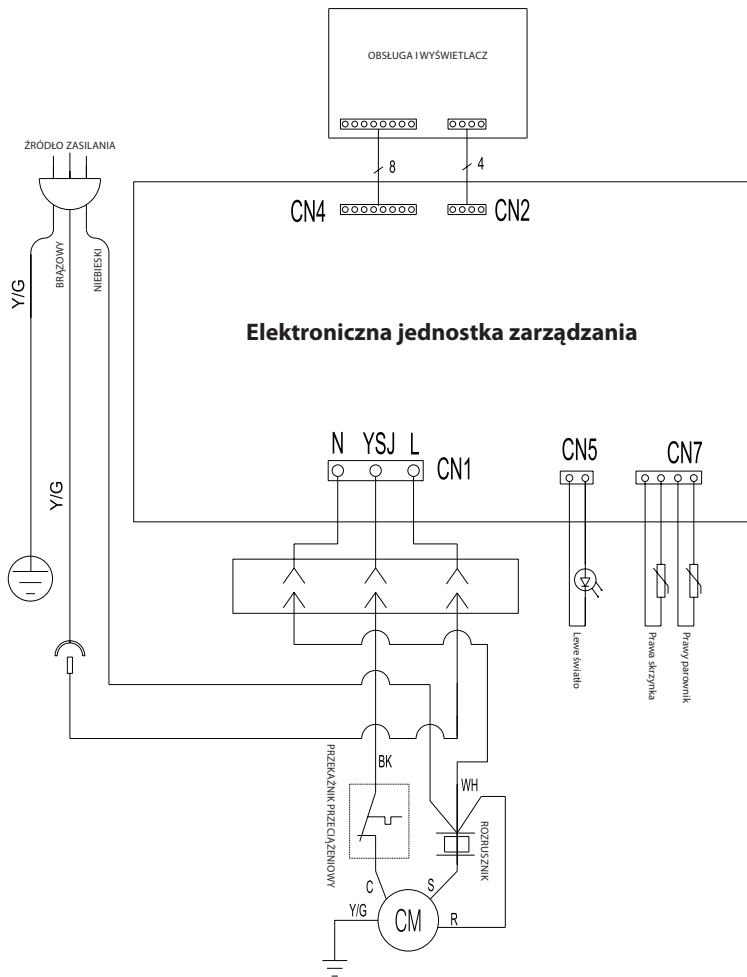 OBSŁUGA I WYŚWIETLACZ
ŹRÓDŁO ZASILANIA
8
4
CN4
CN2
Y/G
BRĄZOWY
NIEBIESKI
Elektroniczna jednostka zarządzania
N YSJ L
CN1
CN5
CN7
Y/G
Lewe światło
Prawa skrzynka
Prawy parownik
PRZEKAŹNIK PRZECIĄŻENIOWY
BK
WH
ROZRUSZNIK
C
S
Y/G
CM
R